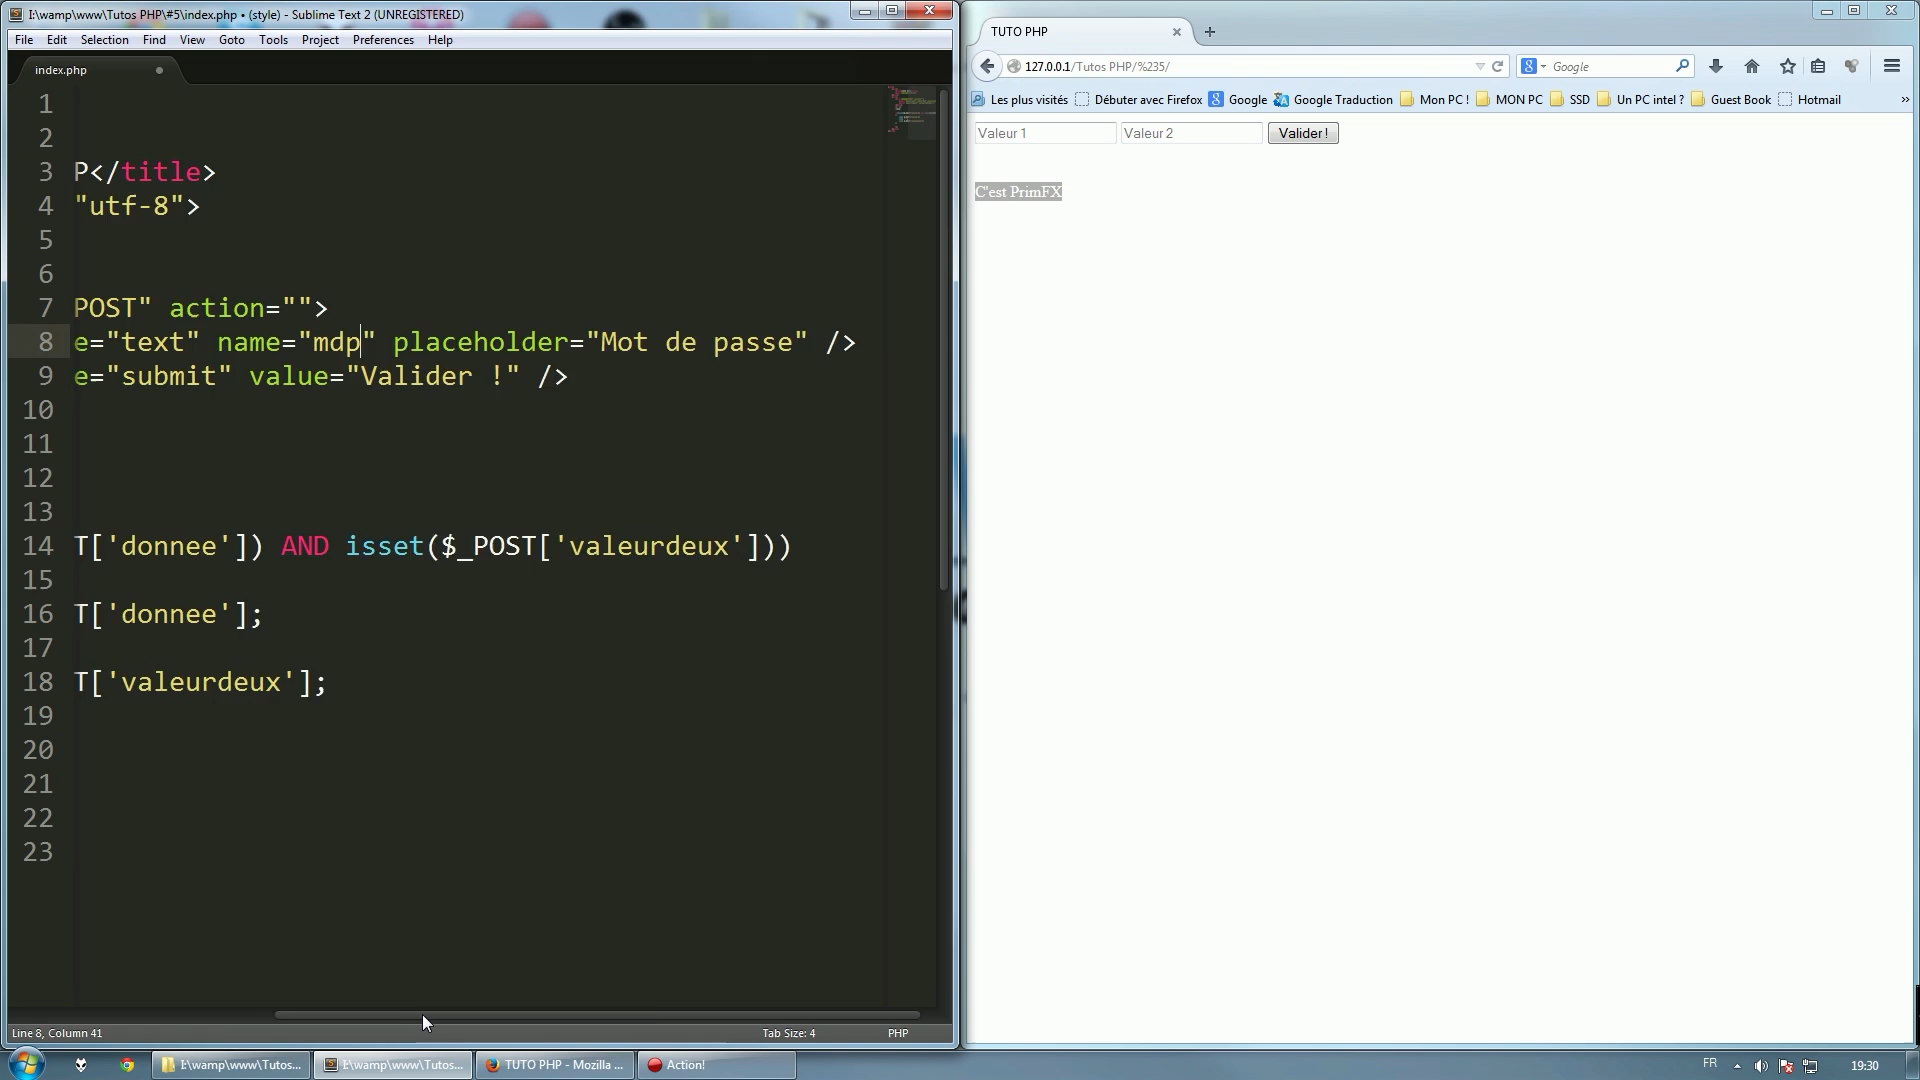 I:\wamp\www\Tutos PHP\#5\index.php • (style) - Sublime Text 2 (UNREGISTERED)
File Edit Selection Find View Goto Tools Project Preferences Help
index.php
1
2
3 P</title>
4 "utf-8">
5
6
7 POST" action="">
8 e="text" name="mdp" placeholder="Mot de passe" />
9 e="submit" value="Valider !" />
10
11
12
13
14 T['donnee']) AND isset($_POST['valeurdeux']))
15
16 T['donnee'];
17
18 T['valeurdeux'];
19
20
21
22
23
Line 8, Column 41 Tab Size: 4 PHP
TUTO PHP
127.0.0.1/Tutos PHP/%235/
Google
Les plus visités Débuter avec Firefox Google Google Traduction Mon PC ! MON PC SSD Un PC intel ? Guest Book Hotmail »
Valeur 1 Valeur 2 Valider !
C'est PrimFX
I:\wamp\www\Tutos... I:\wamp\www\Tutos... TUTO PHP - Mozilla ... Action! FR 19:30